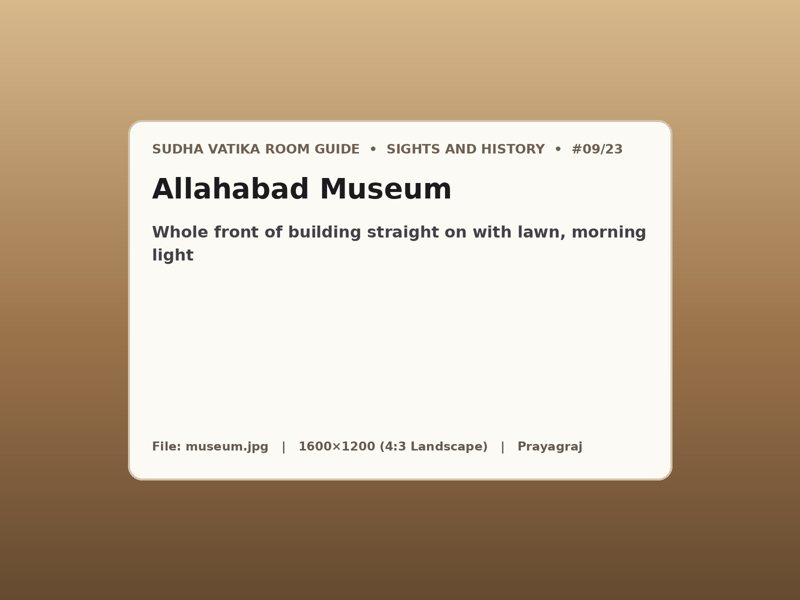 SUDHA VATIKA ROOM GUIDE • SIGHTS AND HISTORY • #09/23
Allahabad Museum
Whole front of building straight on with lawn, morning
light
File: museum.jpg | 1600×1200 (4:3 Landscape) | Prayagraj